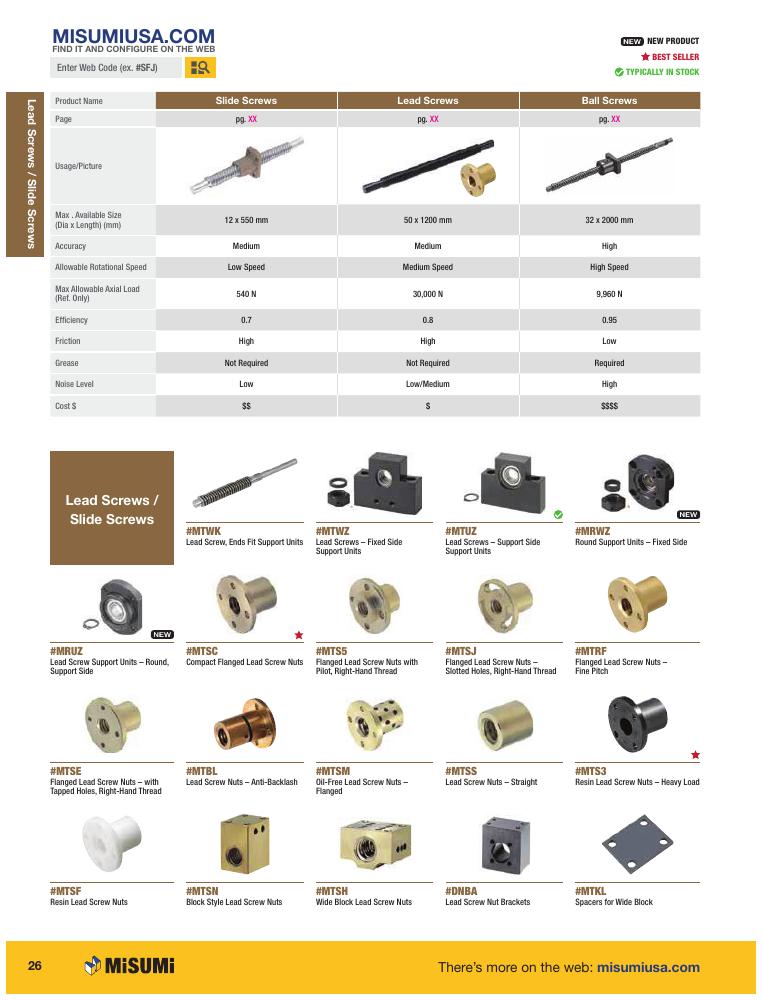 MISUMIUSA.COM
FIND IT AND CONFIGURE ON THE WEB
Enter Web Code (ex. #SFJ)
NEW NEW PRODUCT
BEST SELLER
TYPICALLY IN STOCK
Lead Screws / Slide Screws
Product Name Slide Screws Lead Screws Ball Screws
Page pg. XX pg. XX pg. XX
Usage/Picture
Max . Available Size
(Dia x Length) (mm) 12 x 550 mm 50 x 1200 mm 32 x 2000 mm
Accuracy Medium Medium High
Allowable Rotational Speed Low Speed Medium Speed High Speed
Max Allowable Axial Load
(Ref. Only) 540 N 30,000 N 9,960 N
Efficiency 0.7 0.8 0.95
Friction High High Low
Grease Not Required Not Required Required
Noise Level Low Low/Medium High
Cost $ $$ $ $$$$
Lead Screws /
Slide Screws
#MTWK
Lead Screw, Ends Fit Support Units
#MTWZ
Lead Screws – Fixed Side
Support Units
#MTUZ
Lead Screws – Support Side
Support Units
NEW
#MRWZ
Round Support Units – Fixed Side
NEW
#MRUZ
Lead Screw Support Units – Round,
Support Side
#MTSC
Compact Flanged Lead Screw Nuts
#MTS5
Flanged Lead Screw Nuts with
Pilot, Right-Hand Thread
#MTSJ
Flanged Lead Screw Nuts –
Slotted Holes, Right-Hand Thread
#MTRF
Flanged Lead Screw Nuts –
Fine Pitch
#MTSE
Flanged Lead Screw Nuts – with
Tapped Holes, Right-Hand Thread
#MTBL
Lead Screw Nuts – Anti-Backlash
#MTSM
Oil-Free Lead Screw Nuts –
Flanged
#MTSS
Lead Screw Nuts – Straight
#MTS3
Resin Lead Screw Nuts – Heavy Load
#MTSF
Resin Lead Screw Nuts
#MTSN
Block Style Lead Screw Nuts
#MTSH
Wide Block Lead Screw Nuts
#DNBA
Lead Screw Nut Brackets
#MTKL
Spacers for Wide Block
26
MiSUMi
There's more on the web: misumiusa.com